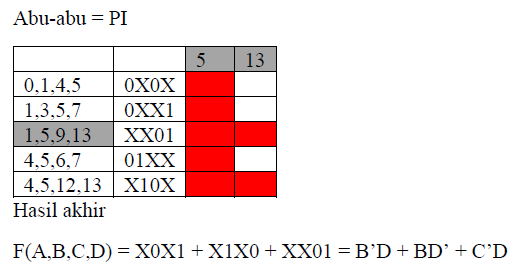 Abu-abu = PI
5 13
0,1,4,5 0X0X
1,3,5,7 0XX1
1,5,9,13 XX01
4,5,6,7 01XX
4,5,12,13 X10X
Hasil akhir
F(A,B,C,D) = X0X1 + X1X0 + XX01 = B’D + BD’ + C’D